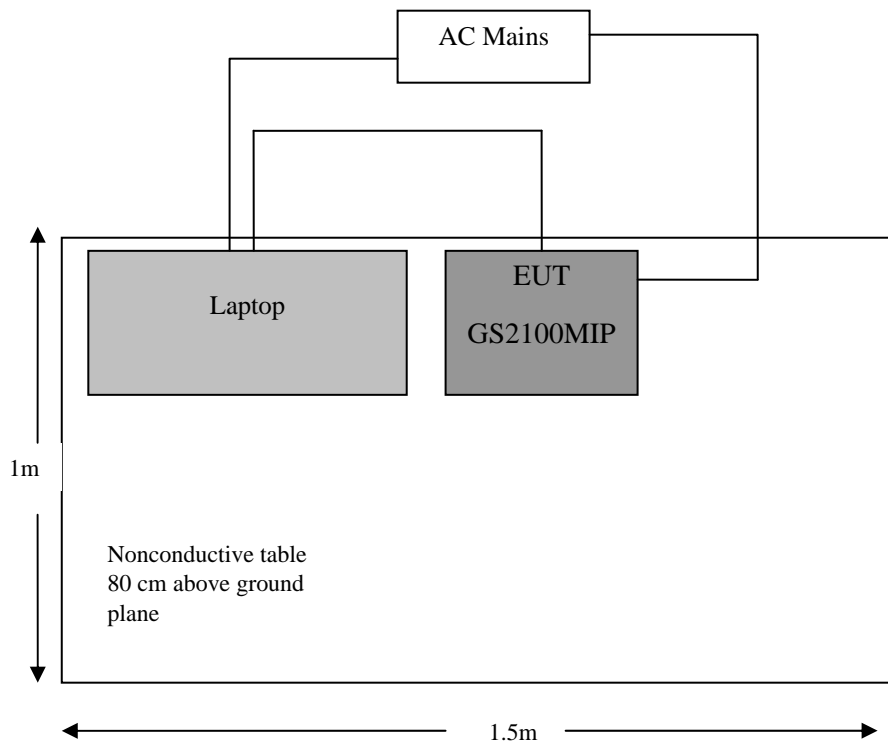 AC Mains
Laptop
EUT
GS2100MIP
1m
Nonconductive table
80 cm above ground
plane
1.5m